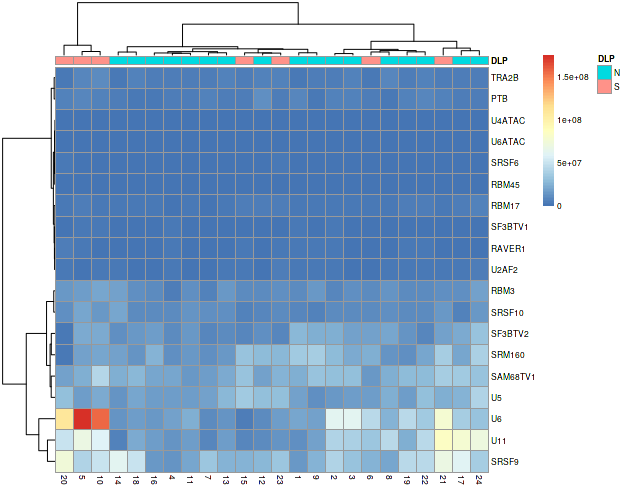 DLP
TRA2B
PTB
U4ATAC
U6ATAC
SRSF6
RBM45
RBM17
SF3BTV1
RAVER1
U2AF2
RBM3
SRSF10
SF3BTV2
SRM160
SAM68TV1
U5
U6
U11
SRSF9
20 5 10 14 18 16 4 11 7 13 15 12 23 1 9 2 3 6 8 19 22 21 17 24
1.5e+08
1e+08
5e+07
0
DLP
N
S